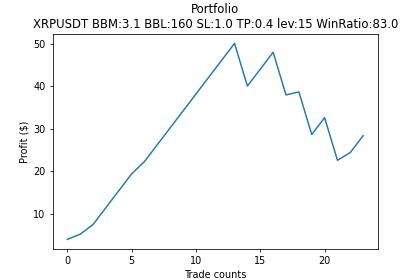 Portfolio
XRPUSDT BBM:3.1 BBL:160 SL:1.0 TP:0.4 lev:15 WinRatio:83.0
50
40
30
20
10
Profit ($)
0 5 10 15 20
Trade counts